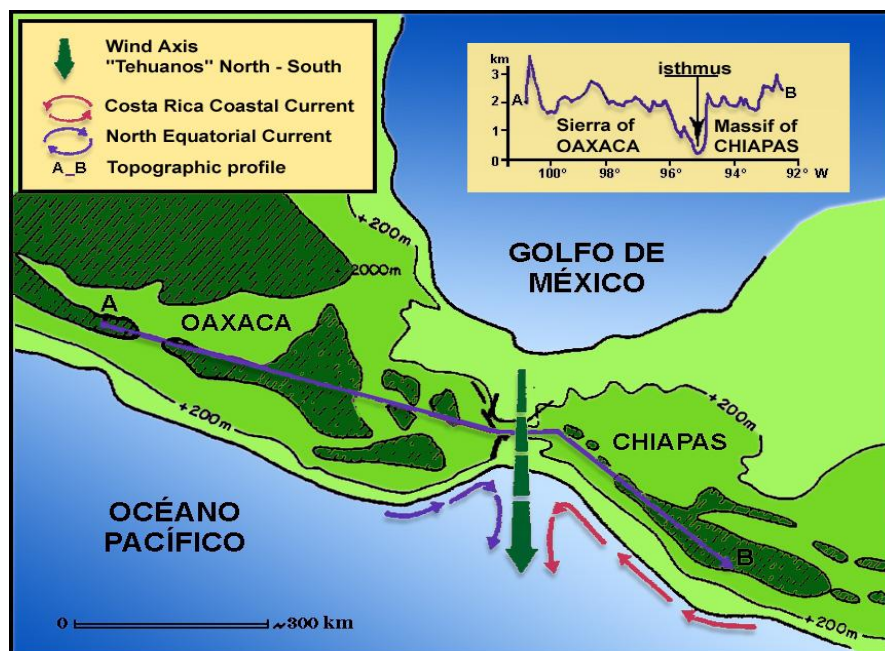 Wind Axis
"Tehuanos" North - South
Costa Rica Coastal Current
North Equatorial Current
A_B Topographic profile
km
3
2
1
0
A
B
isthmus
Sierra of
OAXACA
Massif of
CHIAPAS
100° 98° 96° 94° 92° W
+200m
+2000m
GOLFO DE
MÉXICO
A
OAXACA
+200m
+200m
CHIAPAS
OCÉANO
PACÍFICO
B
+200m
0 ~300 km